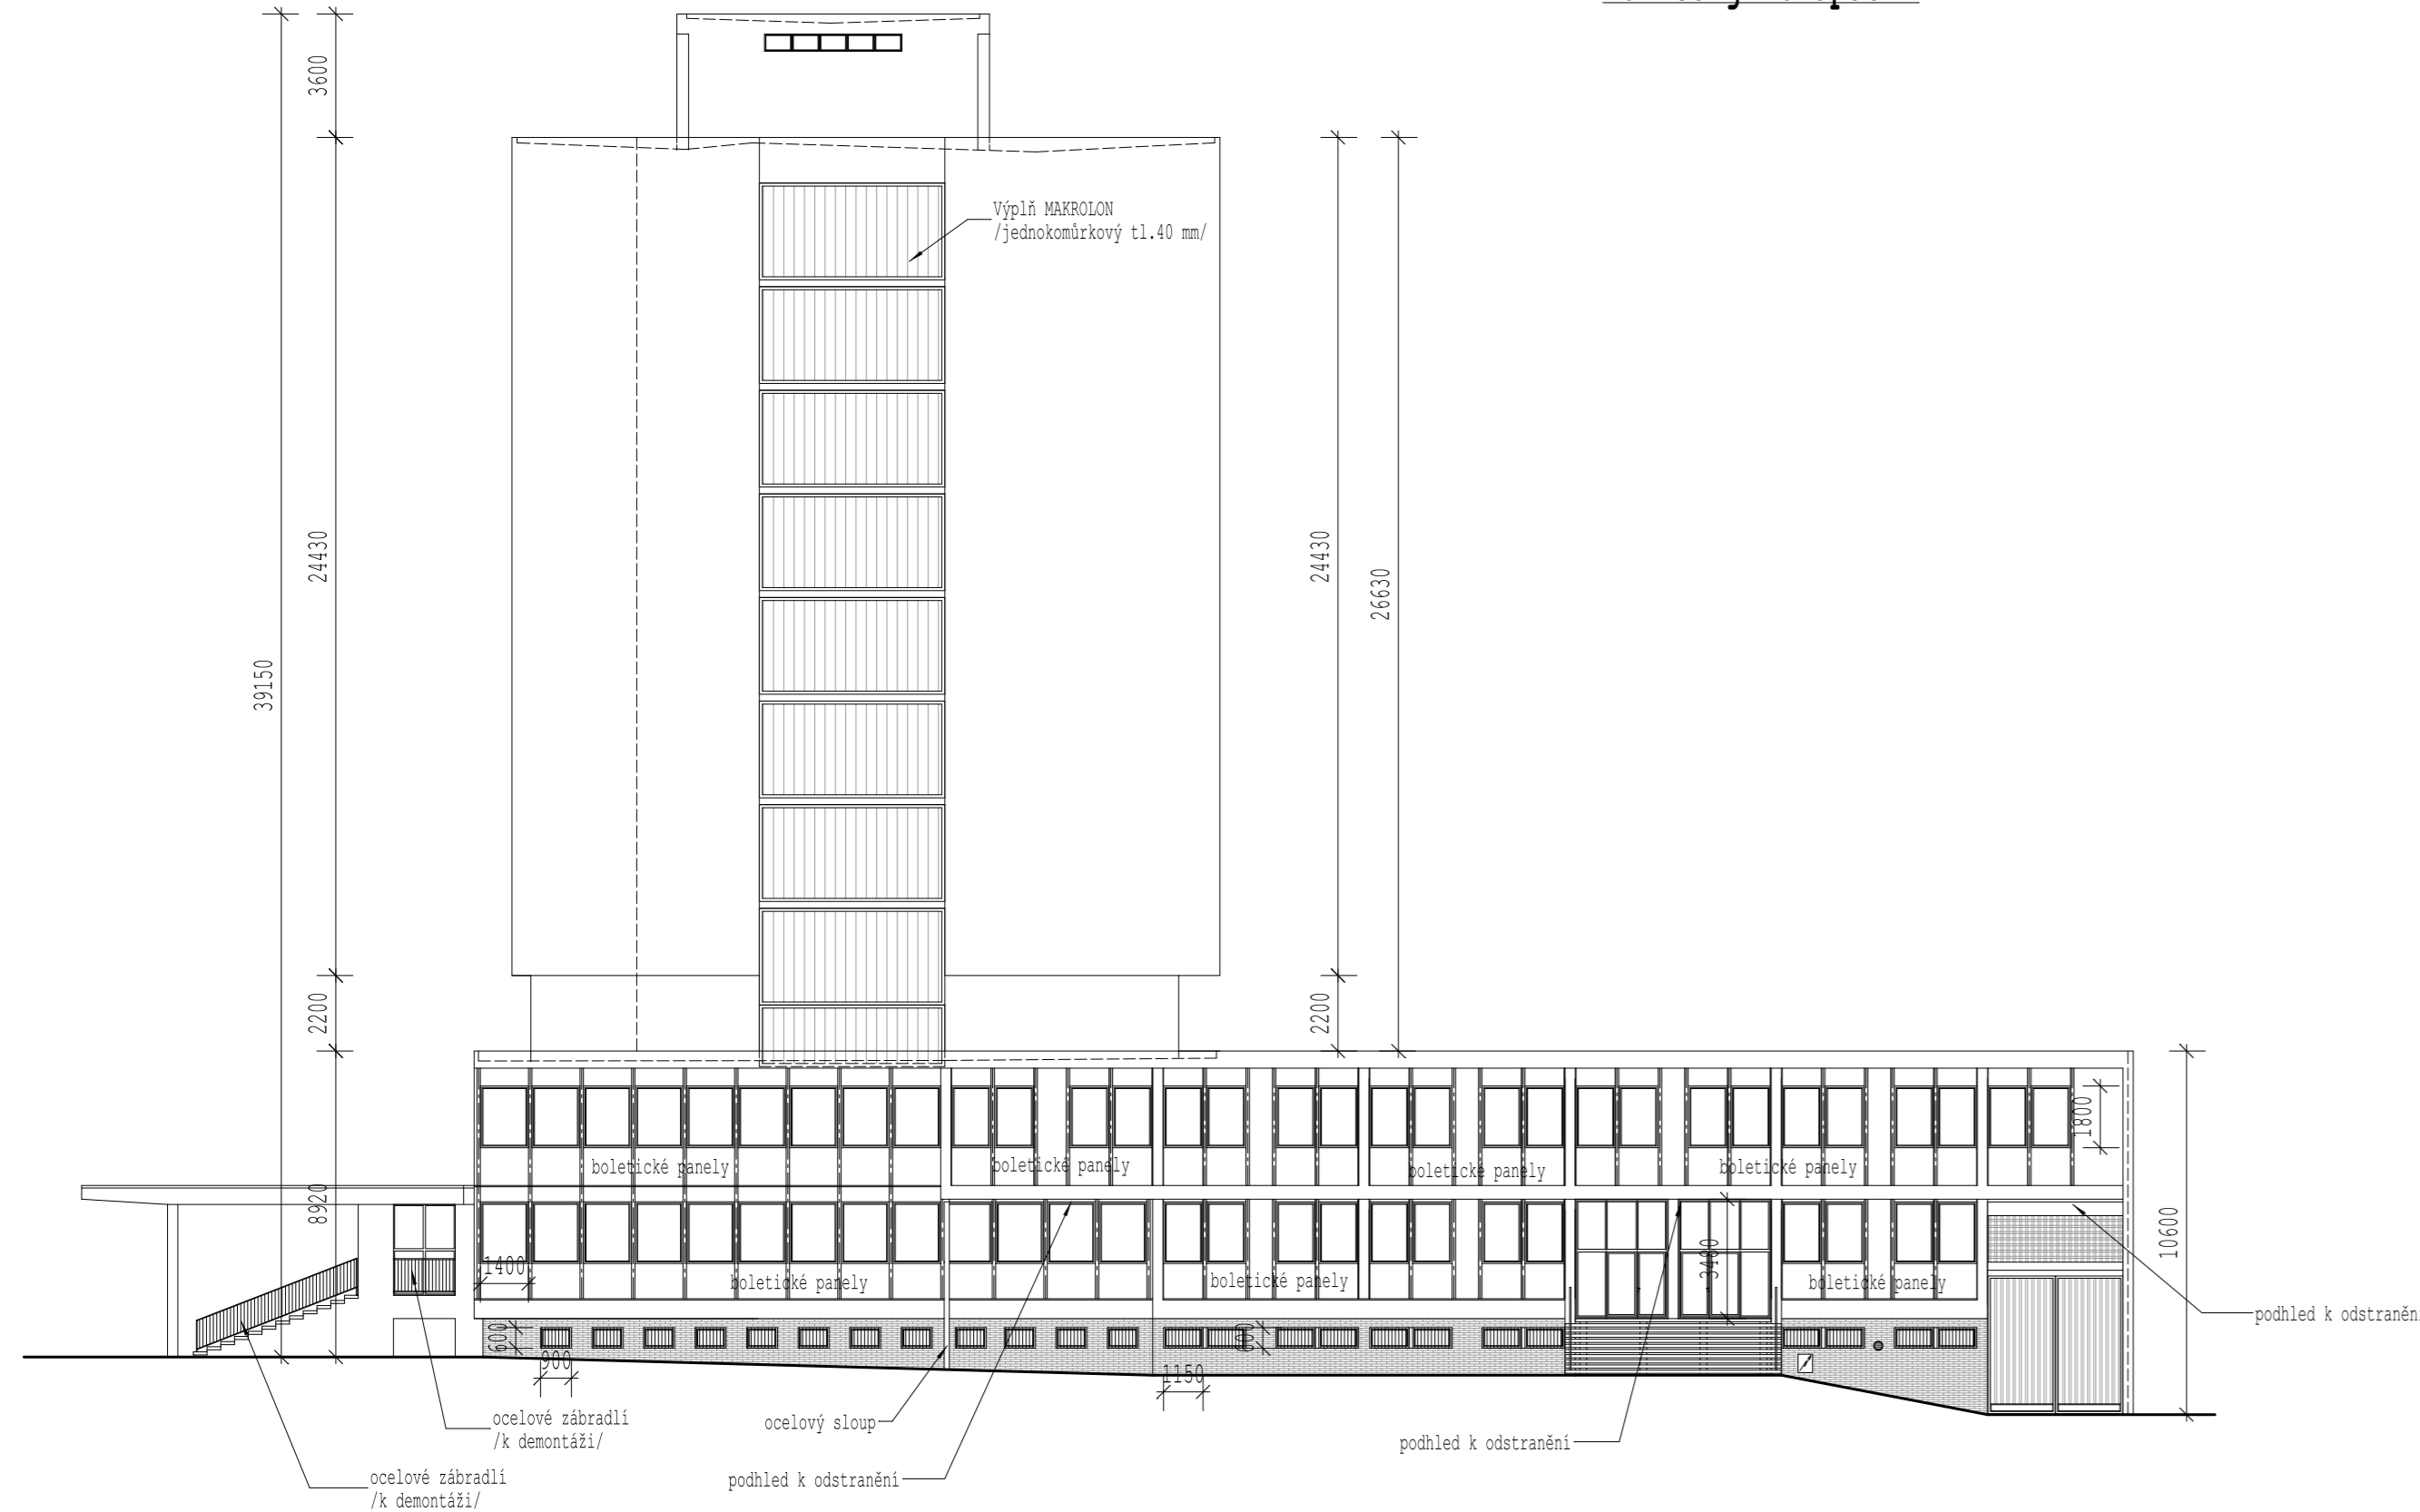 3600
Výplň MAKROLON
/jednokomůrkový tl.40 mm/
24430
24430
26630
39150
2200
2200
1800
boletické panely
boletické panely
boletické panely
boletické panely
8920
10600
3480
1400
boletické panely
boletické panely
boletické panely
podhled k odstranění
600
600
900
1150
ocelové zábradlí
/k demontáži/
ocelový sloup
podhled k odstranění
ocelové zábradlí
/k demontáži/
podhled k odstranění